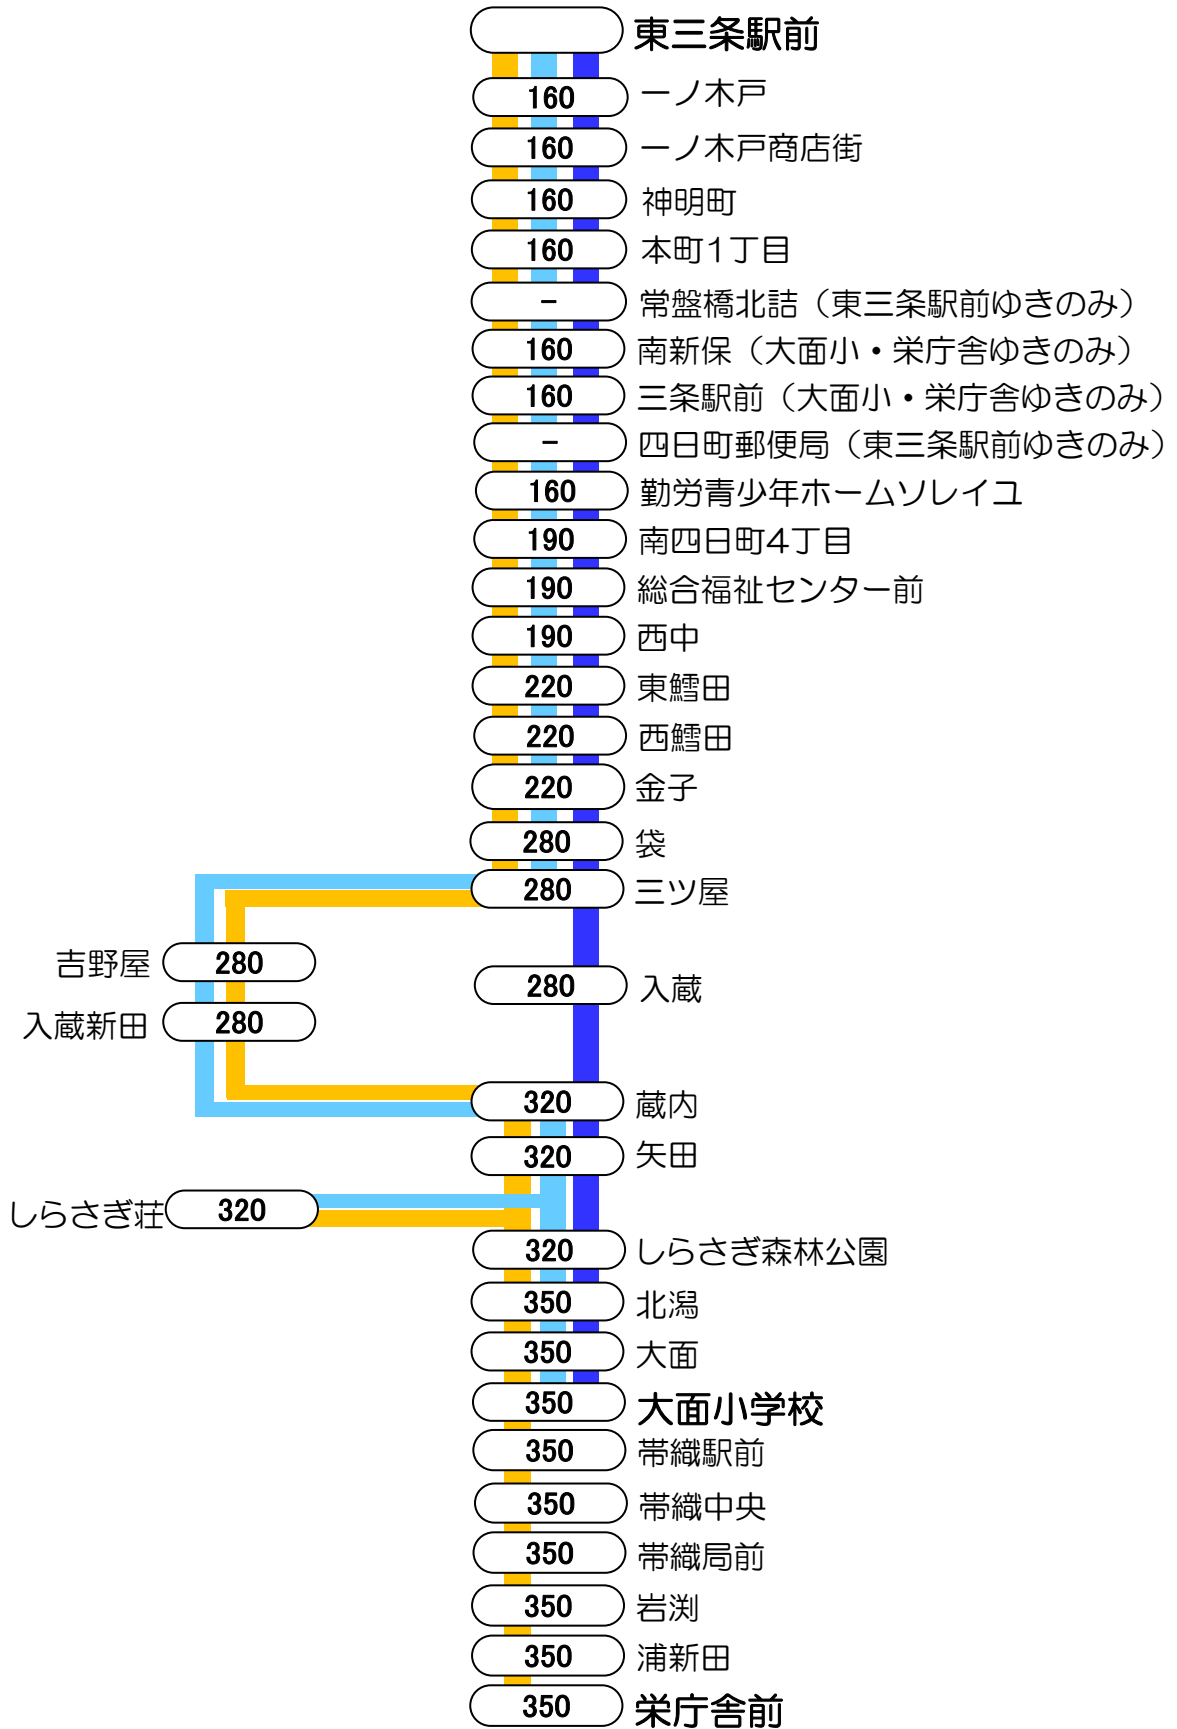 東三条駅前
160 一ノ木戸
160 一ノ木戸商店街
160 神明町
160 本町1丁目
- 常盤橋北詰（東三条駅前ゆきのみ）
160 南新保（大面小・栄庁舎ゆきのみ）
160 三条駅前（大面小・栄庁舎ゆきのみ）
- 四日町郵便局（東三条駅前ゆきのみ）
160 勤労青少年ホームソレイユ
190 南四日町4丁目
190 総合福祉センター前
190 西中
220 東鱈田
220 西鱈田
220 金子
280 袋
280 三ツ屋
吉野屋 280
280 入蔵
入蔵新田 280
320 蔵内
320 矢田
しらさぎ荘 320
320 しらさぎ森林公園
350 北潟
350 大面
350 大面小学校
350 帯織駅前
350 帯織中央
350 帯織局前
350 岩渕
350 浦新田
350 栄庁舎前